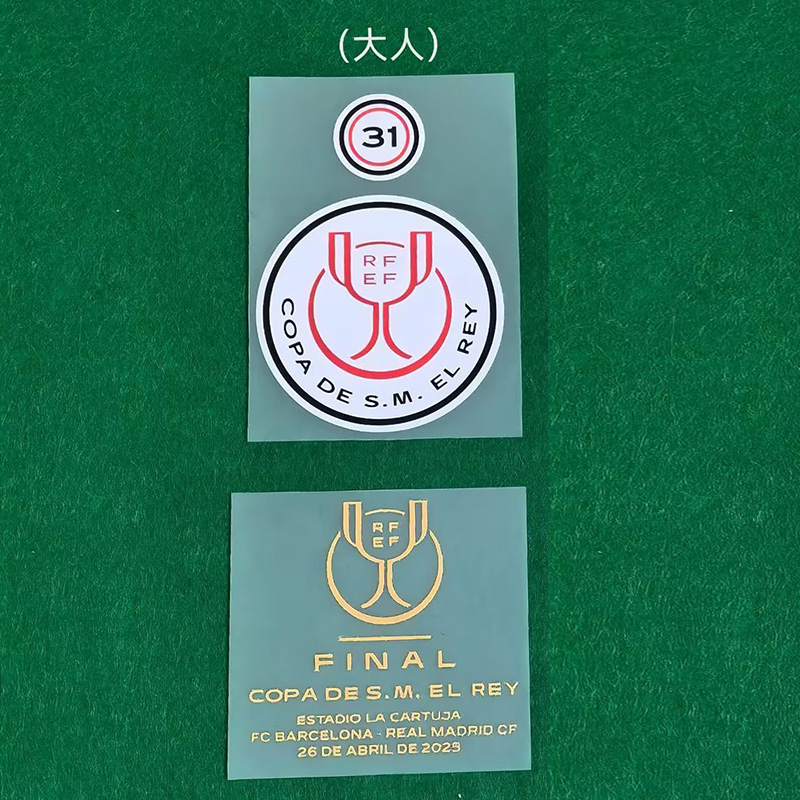 (大人)
31
RF
EF
COPA DE S.M. EL REY
RF
EF
FINAL
COPA DE S.M. EL REY
ESTADIO LA CARTUJA
FC BARCELONA - REAL MADRID CF
26 DE ABRIL DE 2025